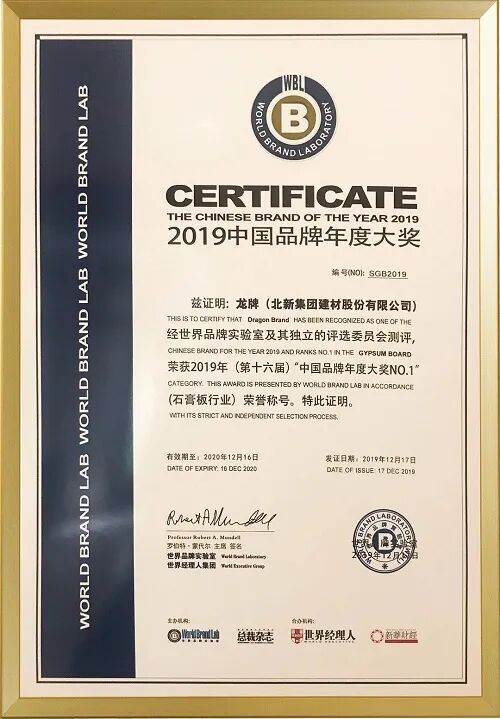 WORLD BRAND LAB WORLD BRAND LAB WORLD BRAND LAB WORLD BRAND LAB
WBL
B
WORLD BRAND LABORATORY
CERTIFICATE
THE CHINESE BRAND OF THE YEAR 2019
2019中国品牌年度大奖
编号(NO): SGB2019
兹证明: 龙牌（北新集团建材股份有限公司）
THIS IS TO CERTIFY THAT Dragon Brand HAS BEEN RECOGNIZED AS ONE OF THE
经世界品牌实验室及其独立的评选委员会测评,
CHINESE BRAND FOR THE YEAR 2019 AND RANKS NO.1 IN THE GYPSUM BOARD
荣获2019年（第十六届）“中国品牌年度大奖NO.1”
CATEGORY. THIS AWARD IS PRESENTED BY WORLD BRAND LAB IN ACCORDANCE
(石膏板行业）荣誉称号。特此证明。
WITH ITS STRICT AND INDEPENDENT SELECTION PROCESS.
有效期至: 2020年12月16日
DATE OF EXPIRY: 16 DEC 2020
发证日期: 2019年12月17日
DATE OF ISSUE: 17 DEC 2019
Professor Robert A. Mundell
罗伯特·蒙代尔 主席 签名
世界品牌实验室 World Brand Laboratory
世界经理人集团 World Executive Group
主办机构:
World Brand Lab
总裁杂志
合办机构:
世界经理人
新华财经